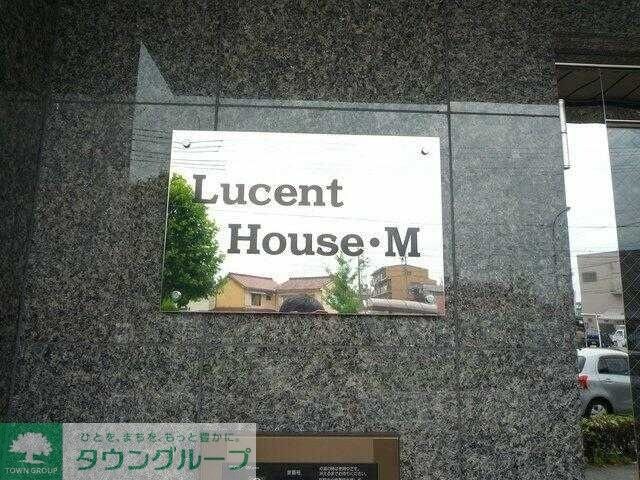 Lucent
House・M
ひとを、まちを、もっと豊かに。
タウングループ
TOWN GROUP